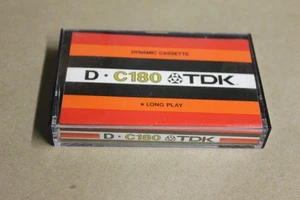 DYNAMIC CASSETTE
D · C180 TDK
★ LONG PLAY
D · C180 TDK